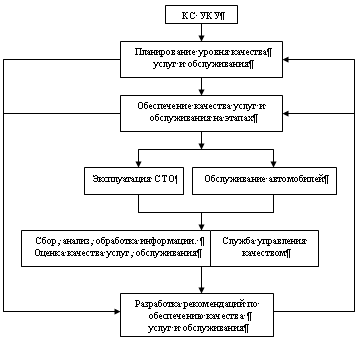 КС УКУ¶
Планирование уровня качества¶
услуг и обслуживания¶
Обеспечение качества услуг и
обслуживания на этапах¶
Эксплуатация СТО¶
Обслуживание автомобилей¶
Сбор, анализ, обработка информации. ¶
Оценка качества услуг, обслуживания¶
Служба управления
качеством¶
Разработка рекомендаций по
обеспечению качества ¶
услуг и обслуживания¶